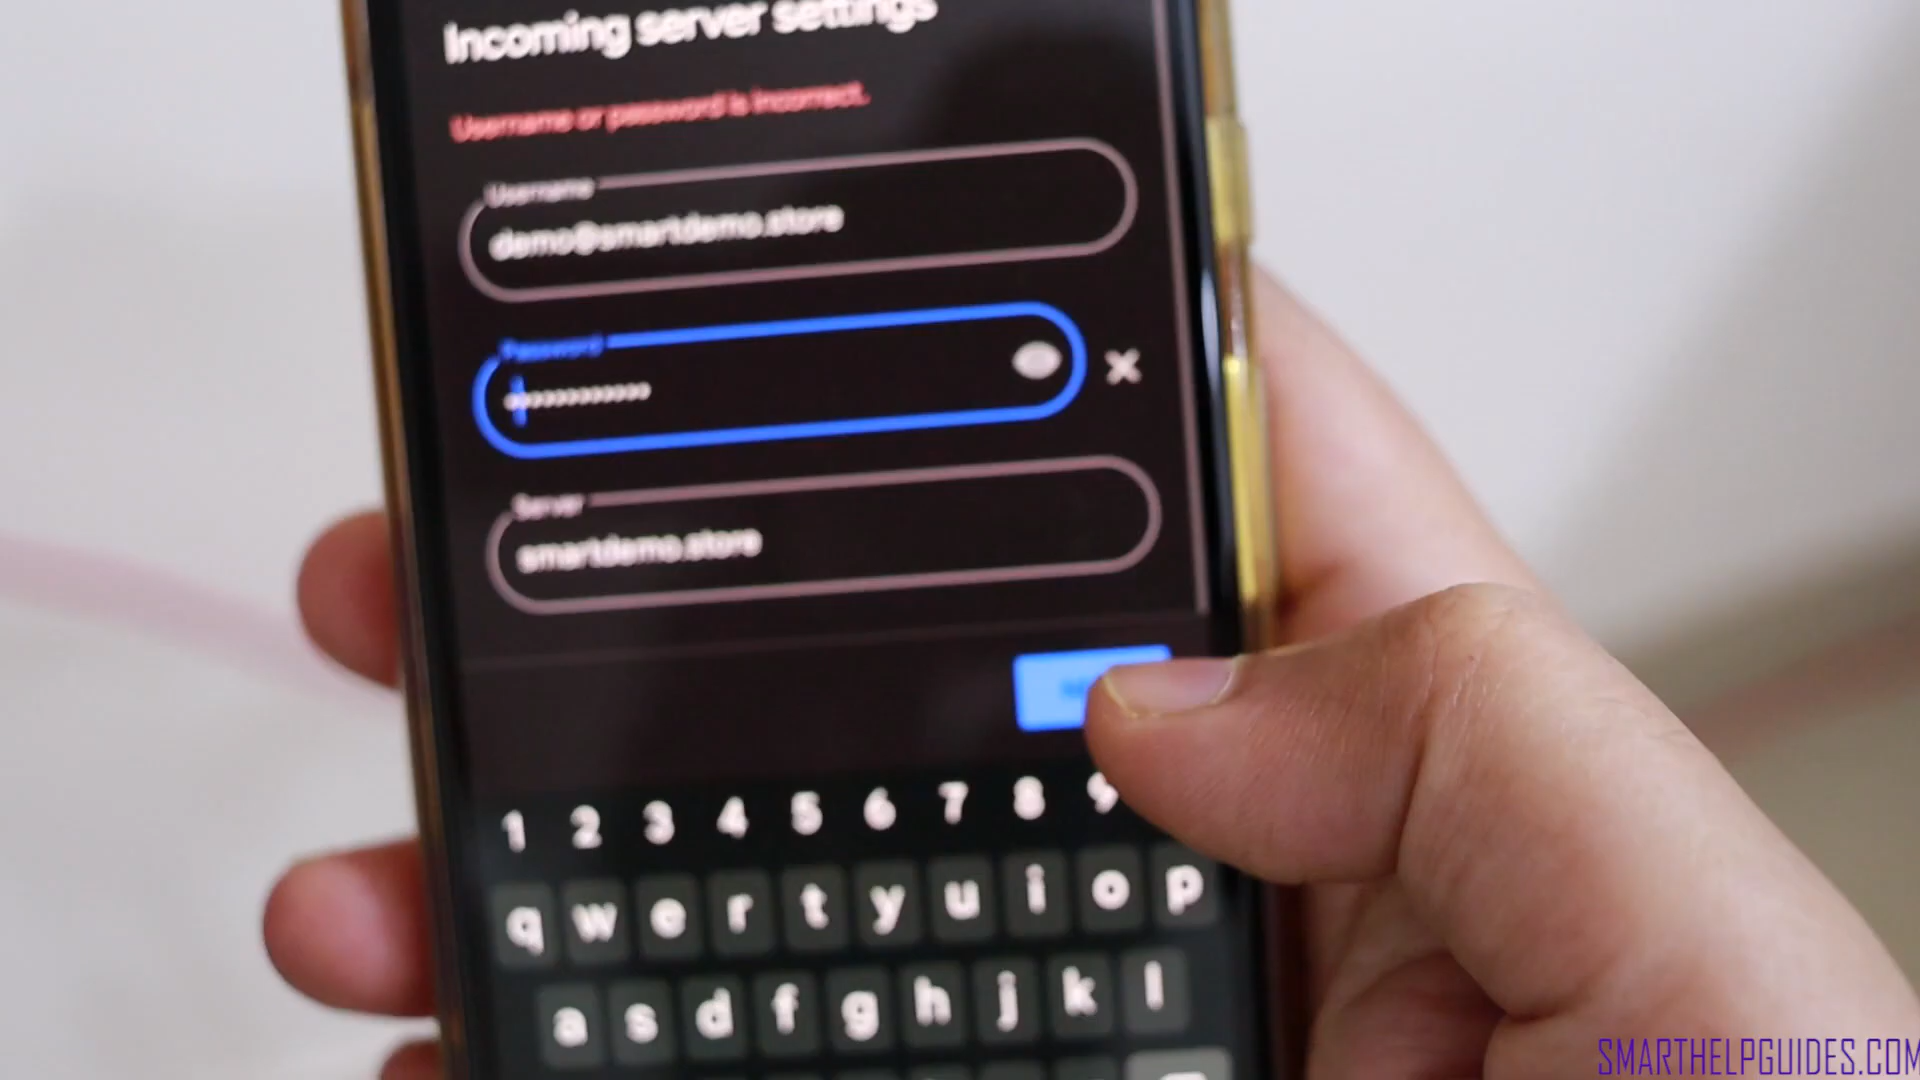 Incoming server settings
Username or password is incorrect.
Username
demo@smartdemo.store
Password
Server
smartdemo.store
1 2 3 4 5 6 7 8 9
q w e r t y u i o p
a s d f g h j k l
SMARTHELPGUIDES.COM